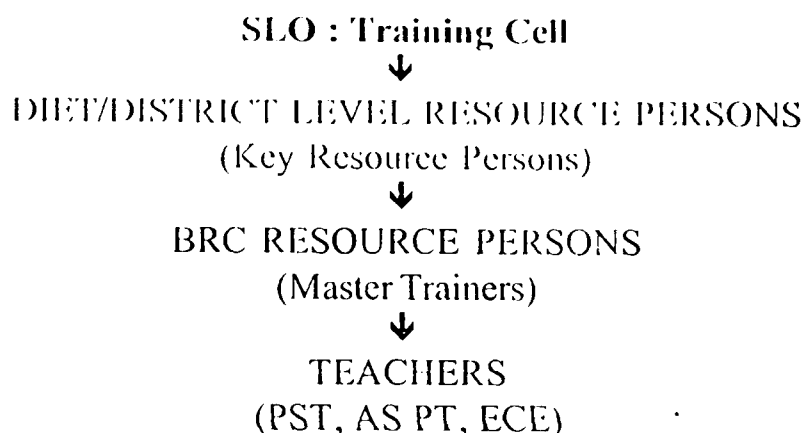 SLO : Training Cell
↓
DIET/DISTRICT LEVEL RESOURCE PERSONS
(Key Resource Persons)
↓
BRC RESOURCE PERSONS
(Master Trainers)
↓
TEACHERS
(PST, AS PT, ECE)